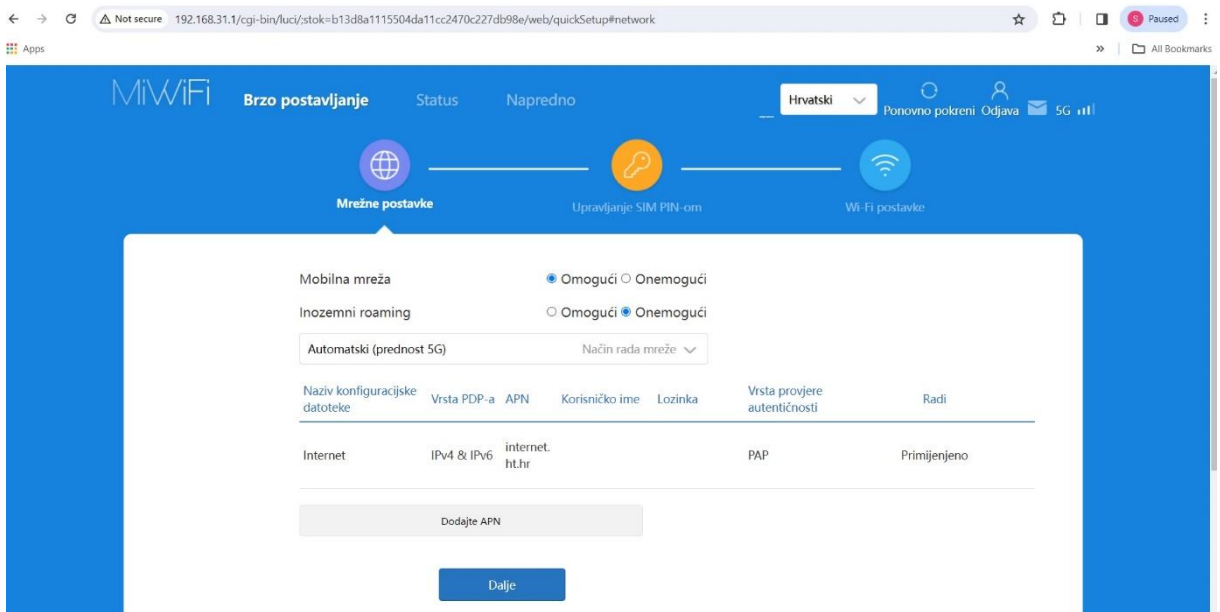 Not secure 192.168.31.1/cgi-bin/luci/;stok=b13d8a1115504da11cc2470c227db98e/web/quickSetup#network
S Paused
Apps
All Bookmarks
MiWiFi
Brzo postavljanje Status Napredno
Hrvatski
Ponovno pokreni Odjava 5G
Mrežne postavke Upravljanje SIM PIN-om Wi-Fi postavke
Mobilna mreža Omogući Onemogući
Inozemni roaming Omogući Onemogući
Automatski (prednost 5G) Način rada mreže
Naziv konfiguracijske datoteke Vrsta PDP-a APN Korisničko ime Lozinka Vrsta provjere autentičnosti Radi
Internet IPv4 & IPv6 internet.ht.hr PAP Primijenjeno
Dodajte APN
Dalje